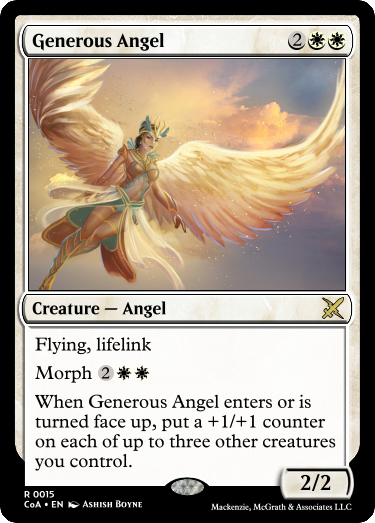 Generous Angel 2
Creature — Angel
Flying, lifelink
Morph 2
When Generous Angel enters or is
turned face up, put a +1/+1 counter
on each of up to three other creatures
you control.
2/2
R 0015
CoA • EN Ashish Boyne
Mackenzie, McGrath & Associates LLC